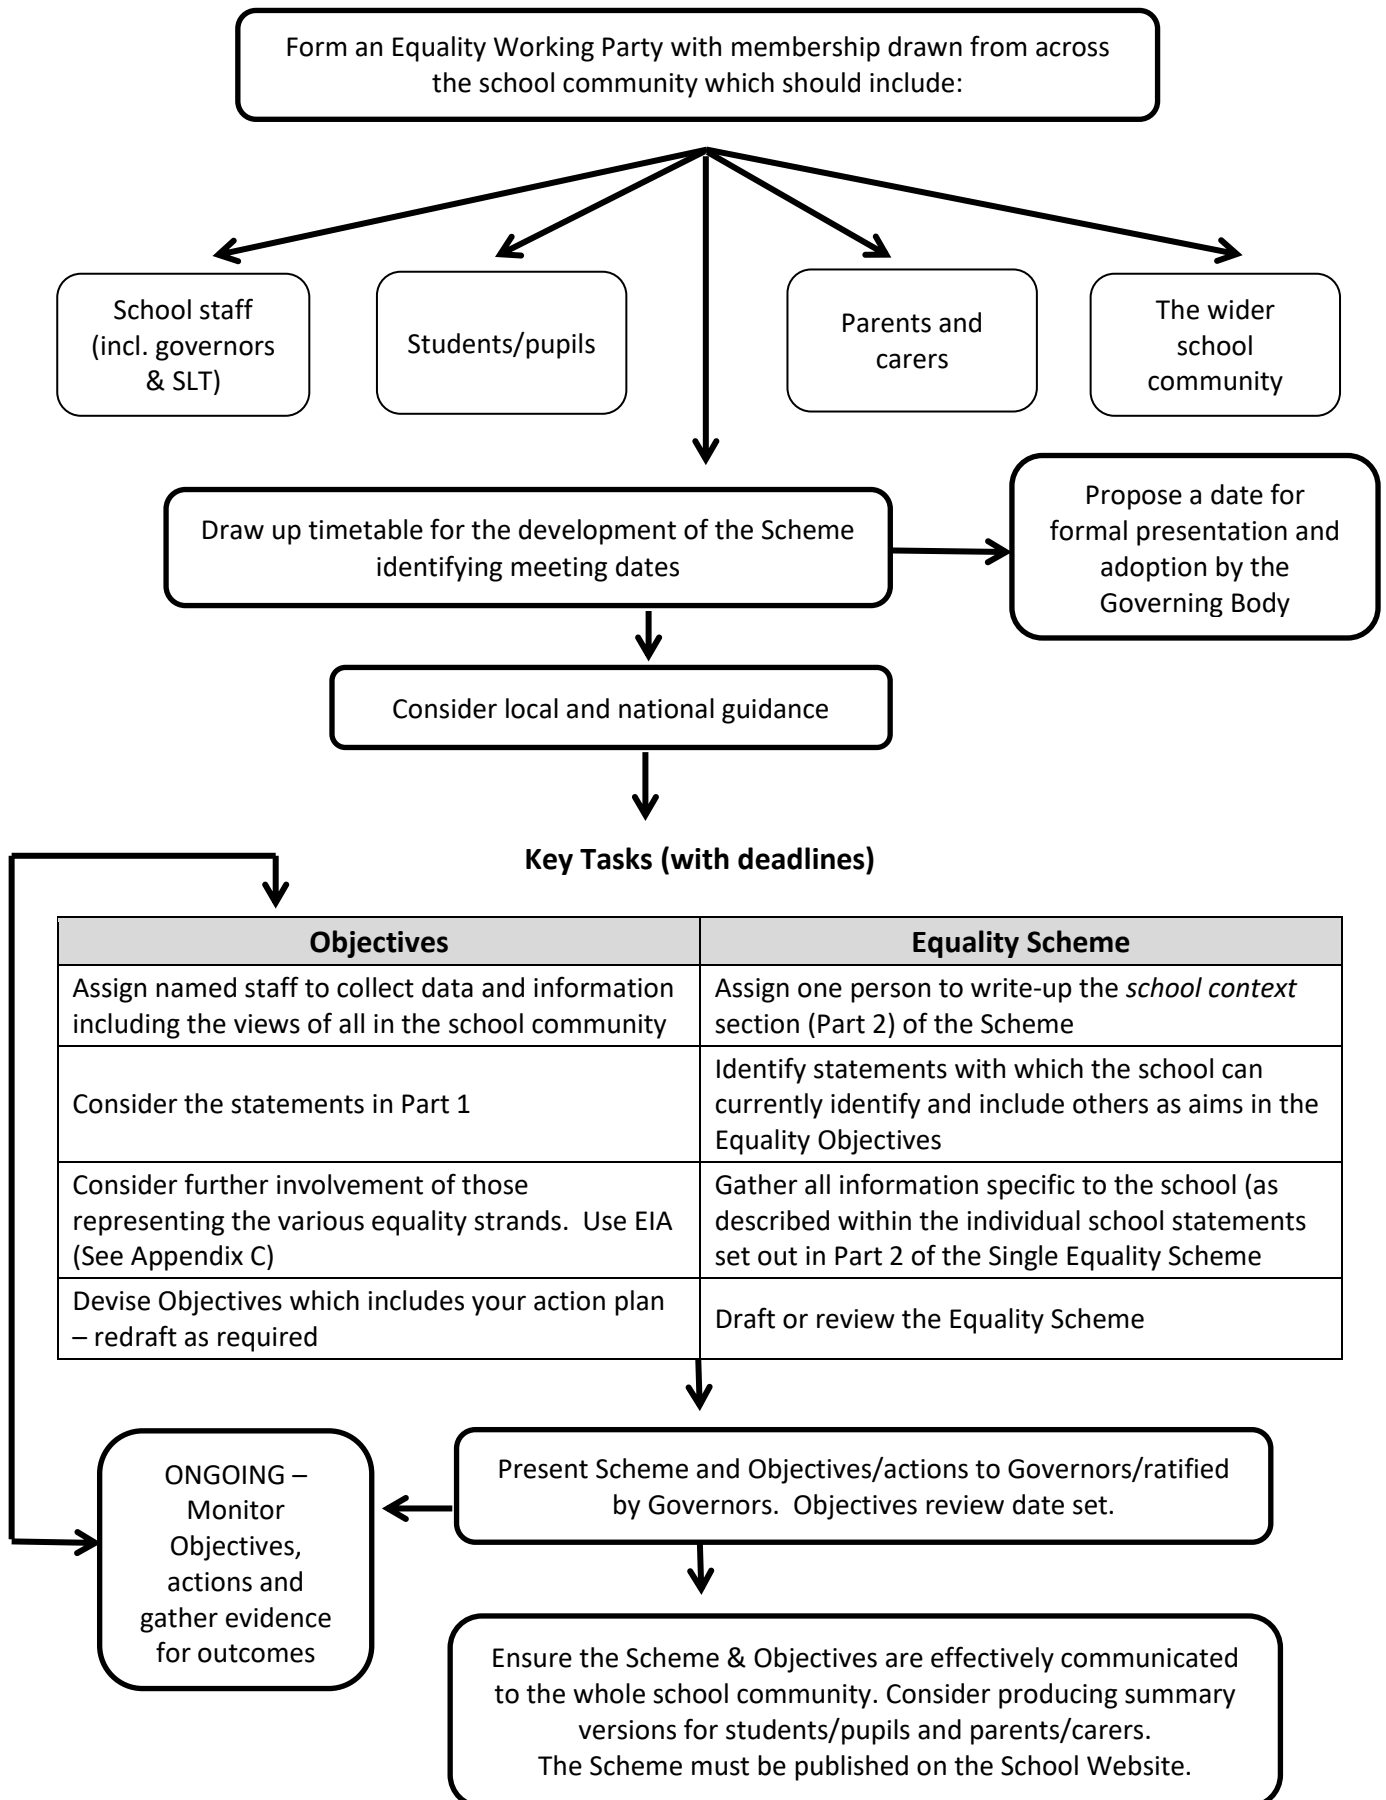 Form an Equality Working Party with membership drawn from across
the school community which should include:
School staff
(incl. governors
& SLT)
Students/pupils
Parents and
carers
The wider
school
community
Draw up timetable for the development of the Scheme
identifying meeting dates
Propose a date for
formal presentation and
adoption by the
Governing Body
Consider local and national guidance
Key Tasks (with deadlines)
Objectives
Equality Scheme
Assign named staff to collect data and information
including the views of all in the school community
Assign one person to write-up the school context
section (Part 2) of the Scheme
Consider the statements in Part 1
Identify statements with which the school can
currently identify and include others as aims in the
Equality Objectives
Consider further involvement of those
representing the various equality strands.  Use EIA
(See Appendix C)
Gather all information specific to the school (as
described within the individual school statements
set out in Part 2 of the Single Equality Scheme
Devise Objectives which includes your action plan
– redraft as required
Draft or review the Equality Scheme
ONGOING –
Monitor
Objectives,
actions and
gather evidence
for outcomes
Present Scheme and Objectives/actions to Governors/ratified
by Governors.  Objectives review date set.
Ensure the Scheme & Objectives are effectively communicated
to the whole school community. Consider producing summary
versions for students/pupils and parents/carers.
The Scheme must be published on the School Website.